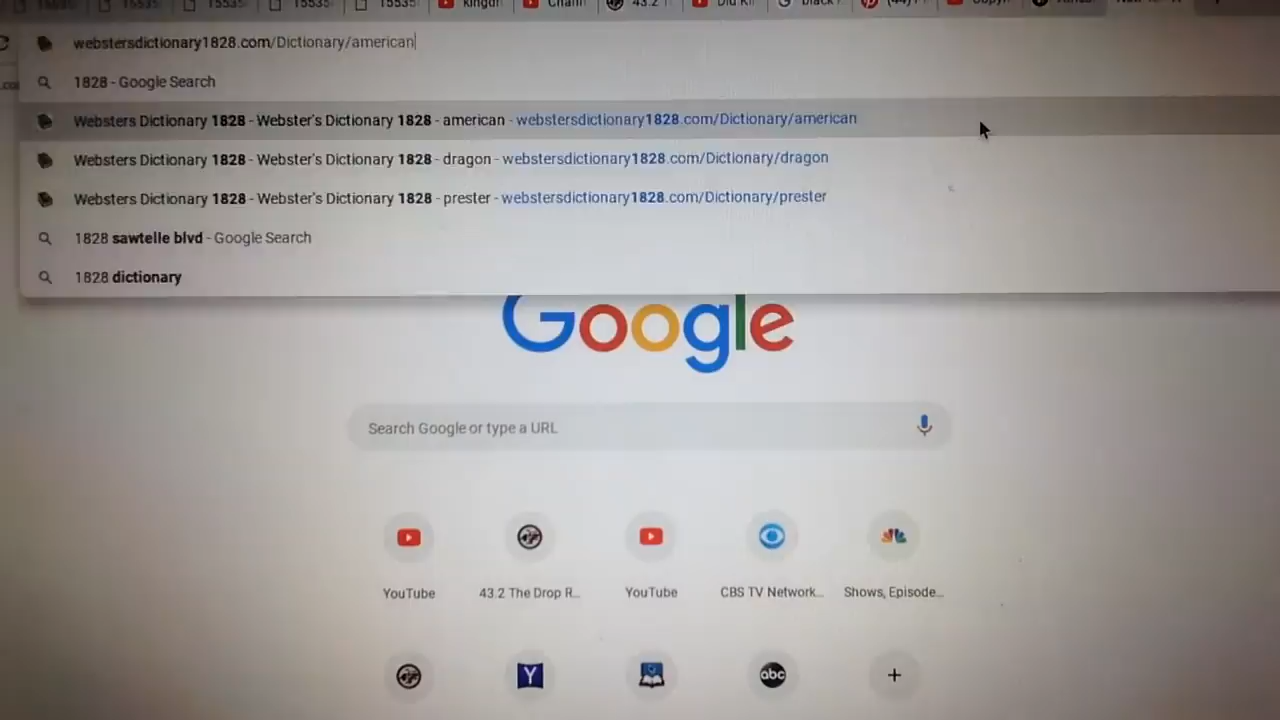 webstersdictionary1828.com/Dictionary/american
1828 - Google Search
Websters Dictionary 1828 - Webster's Dictionary 1828 - american - webstersdictionary1828.com/Dictionary/american
Websters Dictionary 1828 - Webster's Dictionary 1828 - dragon - webstersdictionary1828.com/Dictionary/dragon
Websters Dictionary 1828 - Webster's Dictionary 1828 - prester - webstersdictionary1828.com/Dictionary/prester
1828 sawtelle blvd - Google Search
1828 dictionary
Google
Search Google or type a URL
YouTube 43.2 The Drop R... YouTube CBS TV Network... Shows, Episode...
Y abc